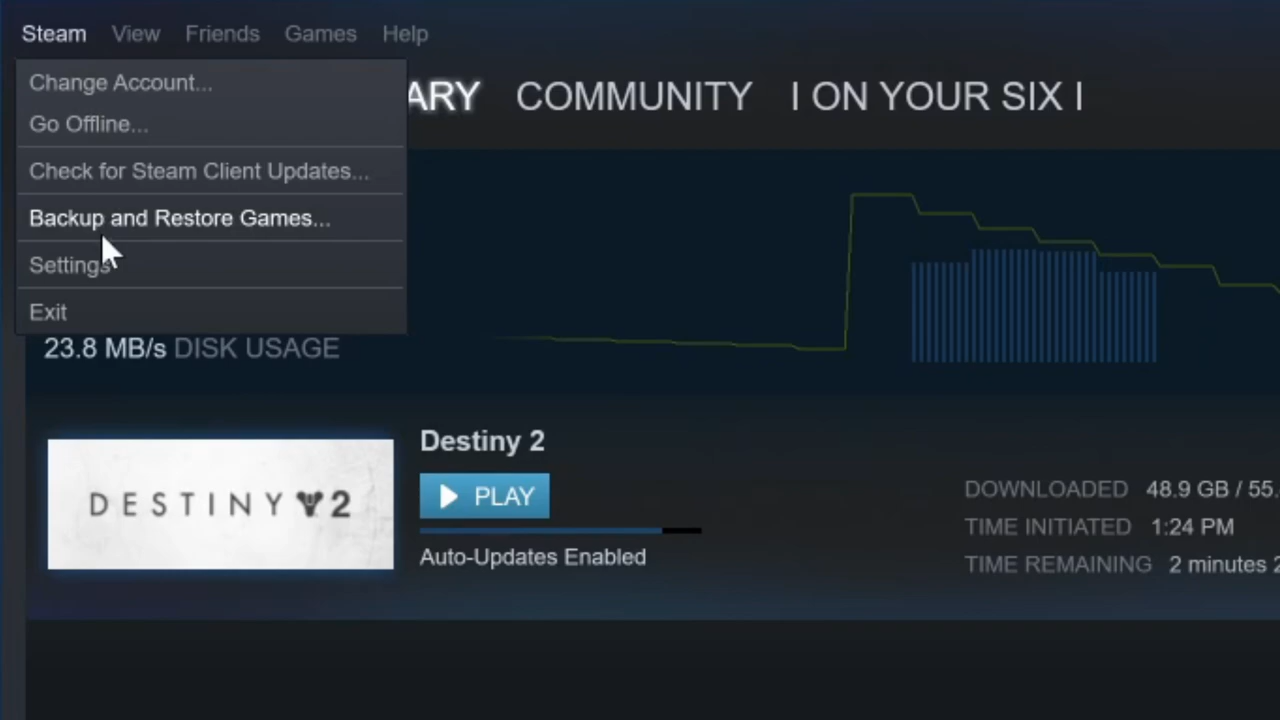 Steam View Friends Games Help
Change Account...
Go Offline...
Check for Steam Client Updates...
Backup and Restore Games...
Settings
Exit
ARY COMMUNITY I ON YOUR SIX I
23.8 MB/s DISK USAGE
DESTINY 2
Destiny 2
PLAY
Auto-Updates Enabled
DOWNLOADED 48.9 GB / 55.
TIME INITIATED 1:24 PM
TIME REMAINING 2 minutes 2